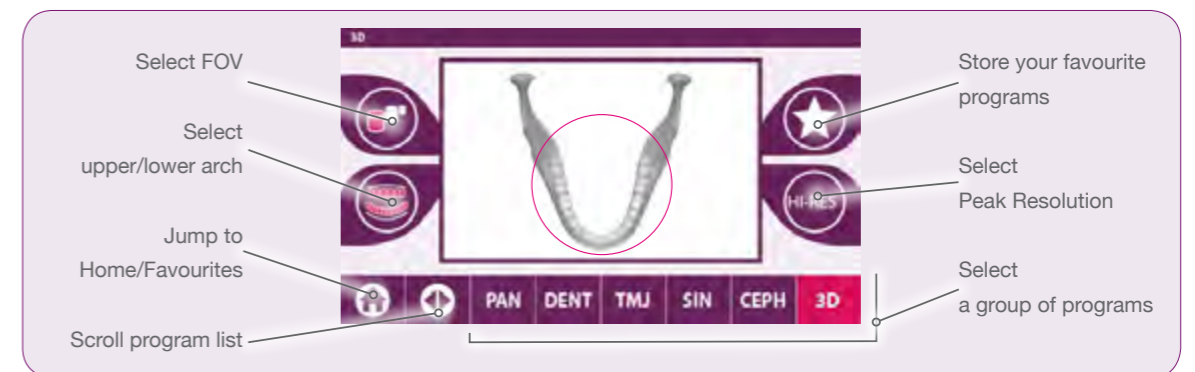 Select FOV
Select
upper/lower arch
Jump to
Home/Favourites
Scroll program list
3D
HI-RES
PAN DENT TMJ SIN CEPH 3D
Store your favourite
programs
Select
Peak Resolution
Select
a group of programs